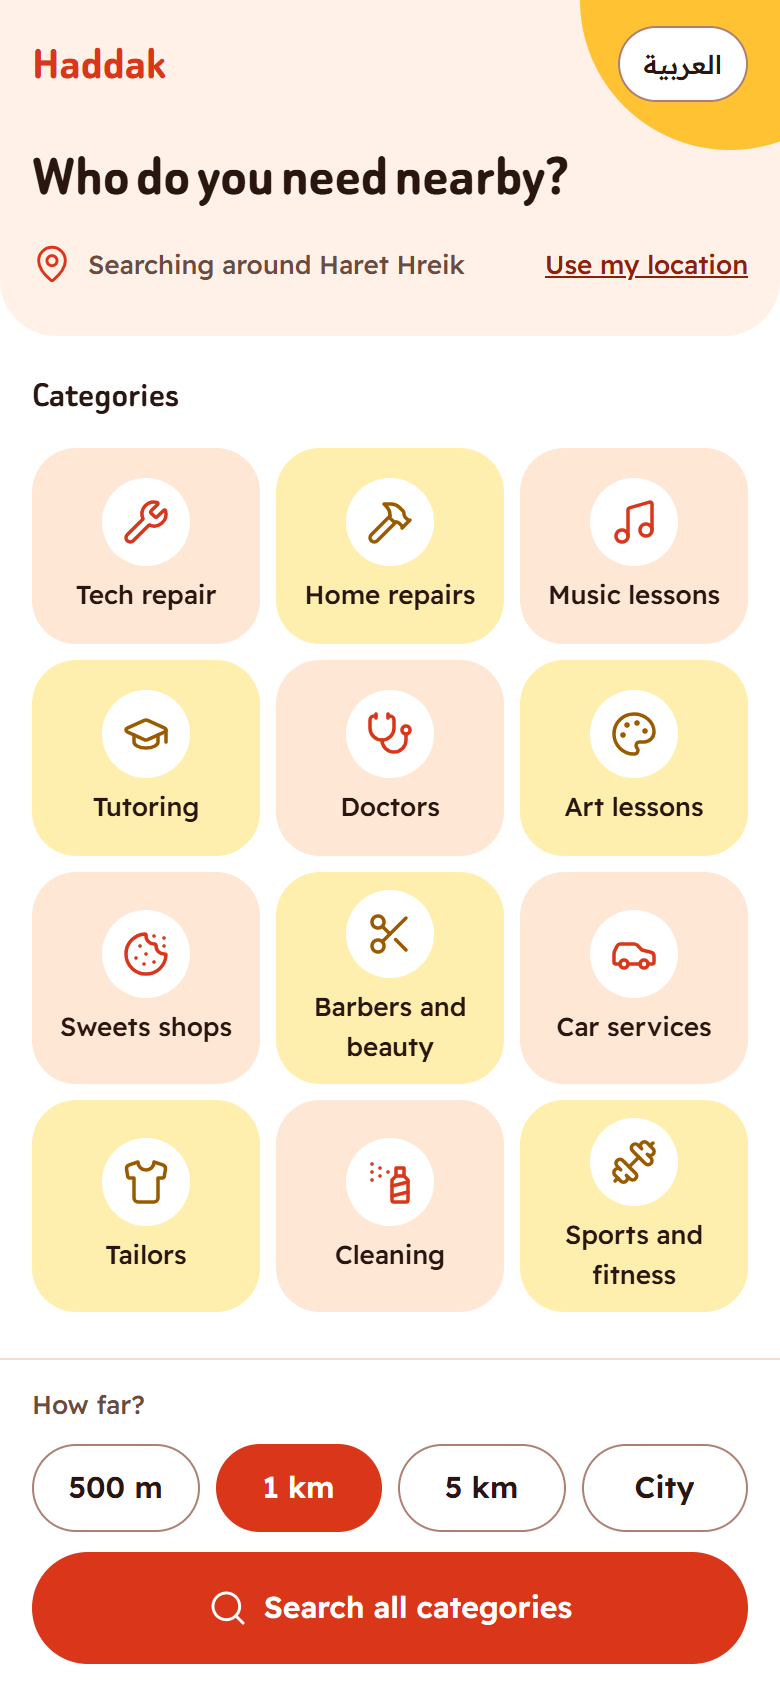 Haddak
العربية
Who do you need nearby?
Searching around Haret Hreik
Use my location
Categories
Tech repair
Home repairs
Music lessons
Tutoring
Doctors
Art lessons
Sweets shops
Barbers and
beauty
Car services
Tailors
Cleaning
Sports and
fitness
How far?
500 m
1 km
5 km
City
Search all categories